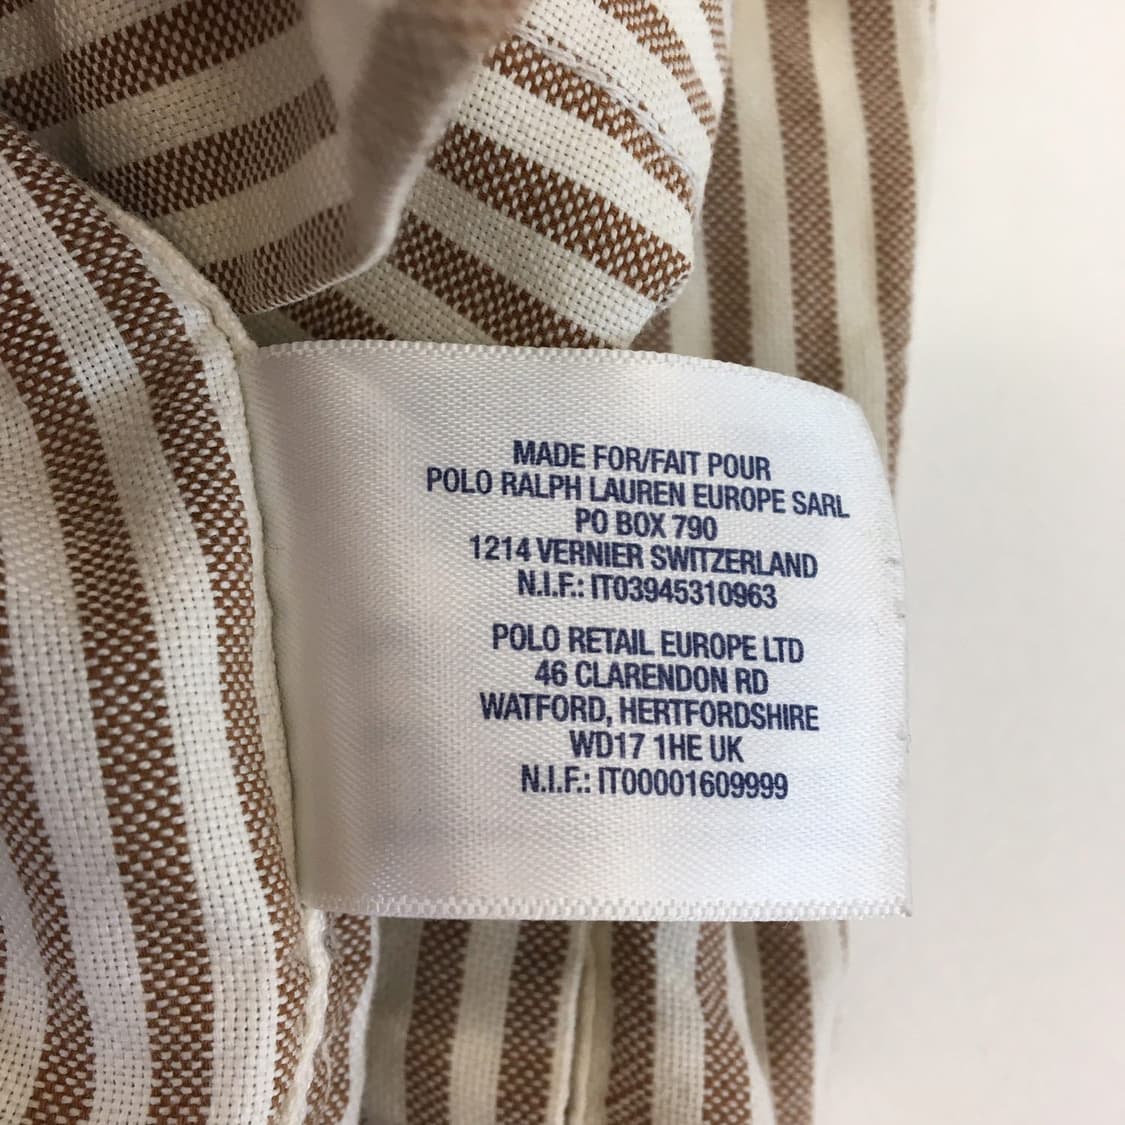 MADE FOR/FAIT POUR
POLO RALPH LAUREN EUROPE SARL
PO BOX 790
1214 VERNIER SWITZERLAND
N.I.F.: IT03945310963
POLO RETAIL EUROPE LTD
46 CLARENDON RD
WATFORD, HERTFORDSHIRE
WD17 1HE UK
N.I.F.: IT00001609999